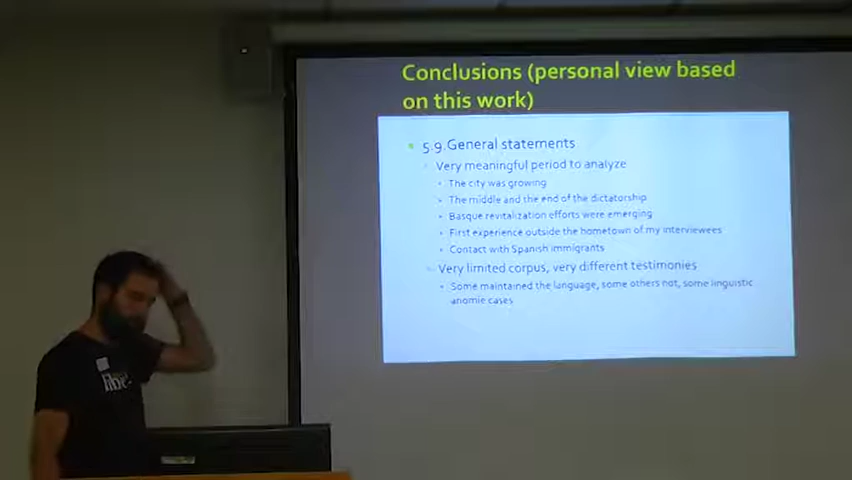 Conclusions (personal view based
on this work)
5.9.General statements
Very meaningful period to analyze
The city was growing
The middle and the end of the dictatorship
Basque revitalization efforts were emerging
First experience outside the hometown of my interviewees
Contact with Spanish immigrants
Very limited corpus, very different testimonies
Some maintained the language, some others not, some linguistic
anomie cases